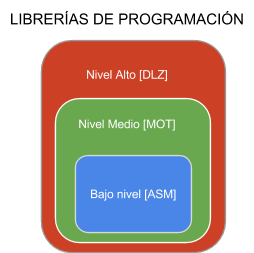 LIBRERÍAS DE PROGRAMACIÓN
Nivel Alto [DLZ]
Nivel Medio [MOT]
Bajo nivel [ASM]